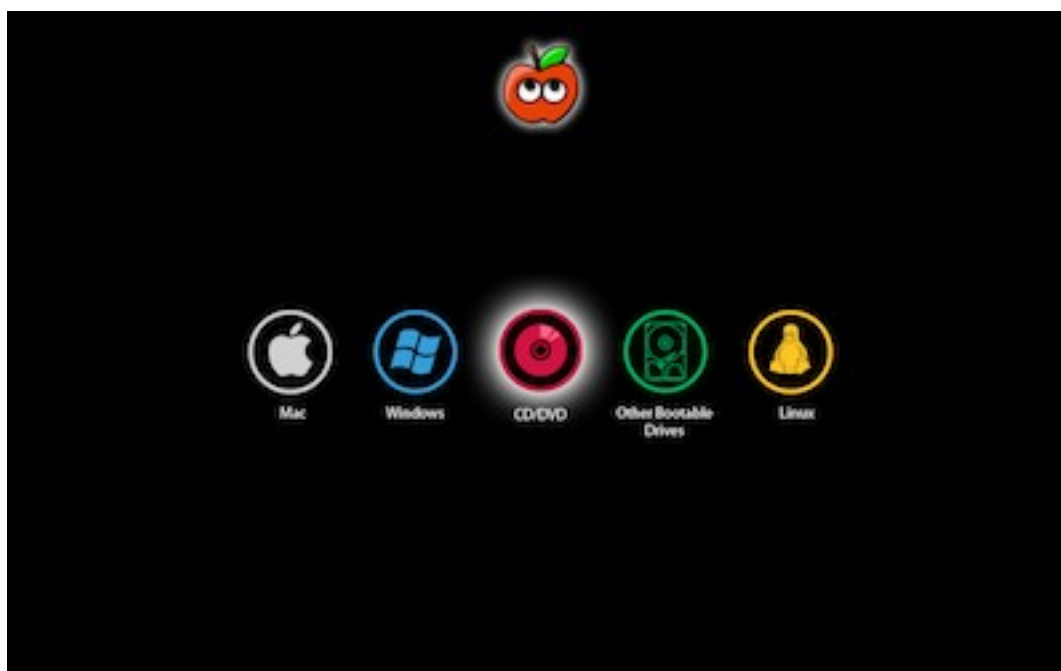 Mac
Windows
CD/DVD
Other Bootable
Drives
Linux